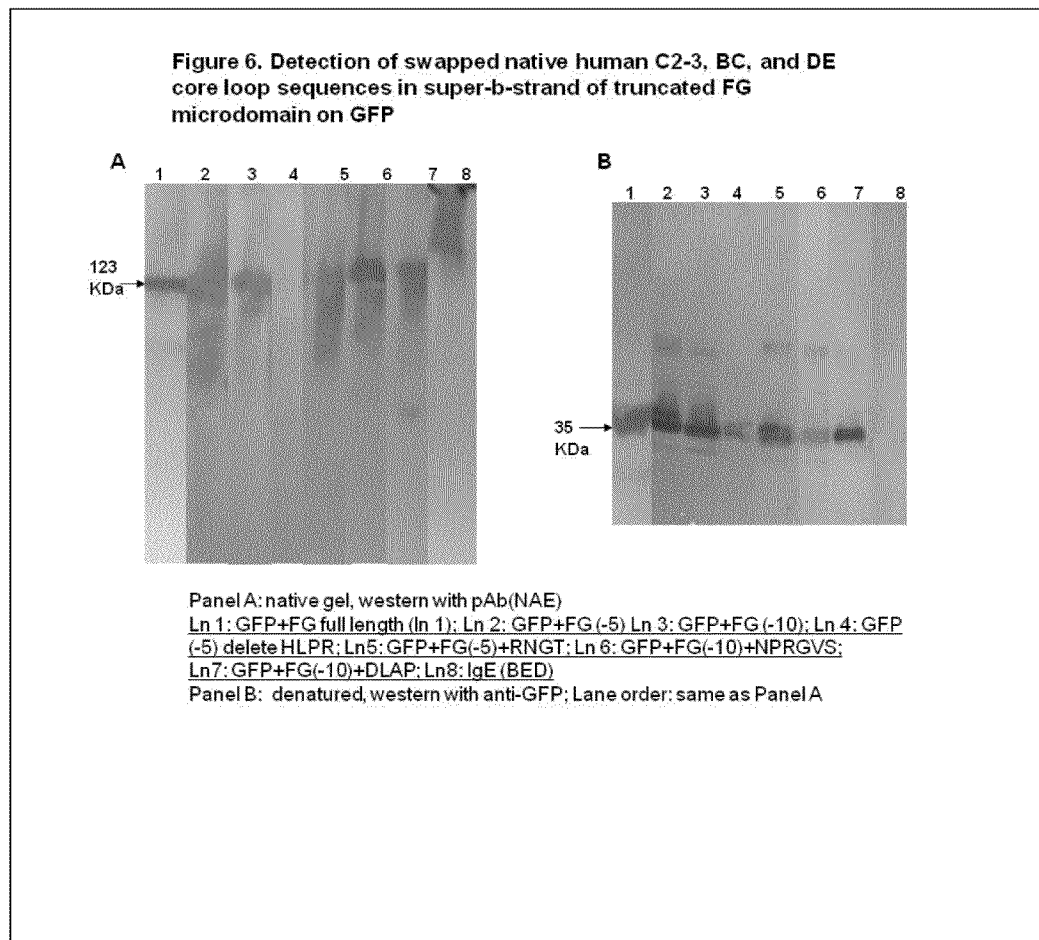 Figure 6. Detection of swapped native human C2-3, BC, and DE
core loop sequences in super-b-strand of truncated FG
microdomain on GFP
A
1 2 3 4 5 6 7 8
123
KDa
B
1 2 3 4 5 6 7 8
35
KDa
Panel A: native gel, western with pAb(NAE)
Ln 1: GFP+FG full length (ln 1); Ln 2: GFP+FG (-5) Ln 3: GFP+FG (-10); Ln 4: GFP
(-5) delete HLPR; Ln5: GFP+FG(-5)+RNGT; Ln 6: GFP+FG(-10)+NPRGVS;
Ln7: GFP+FG(-10)+DLAP; Ln8: IgE (BED)
Panel B: denatured, western with anti-GFP; Lane order: same as Panel A